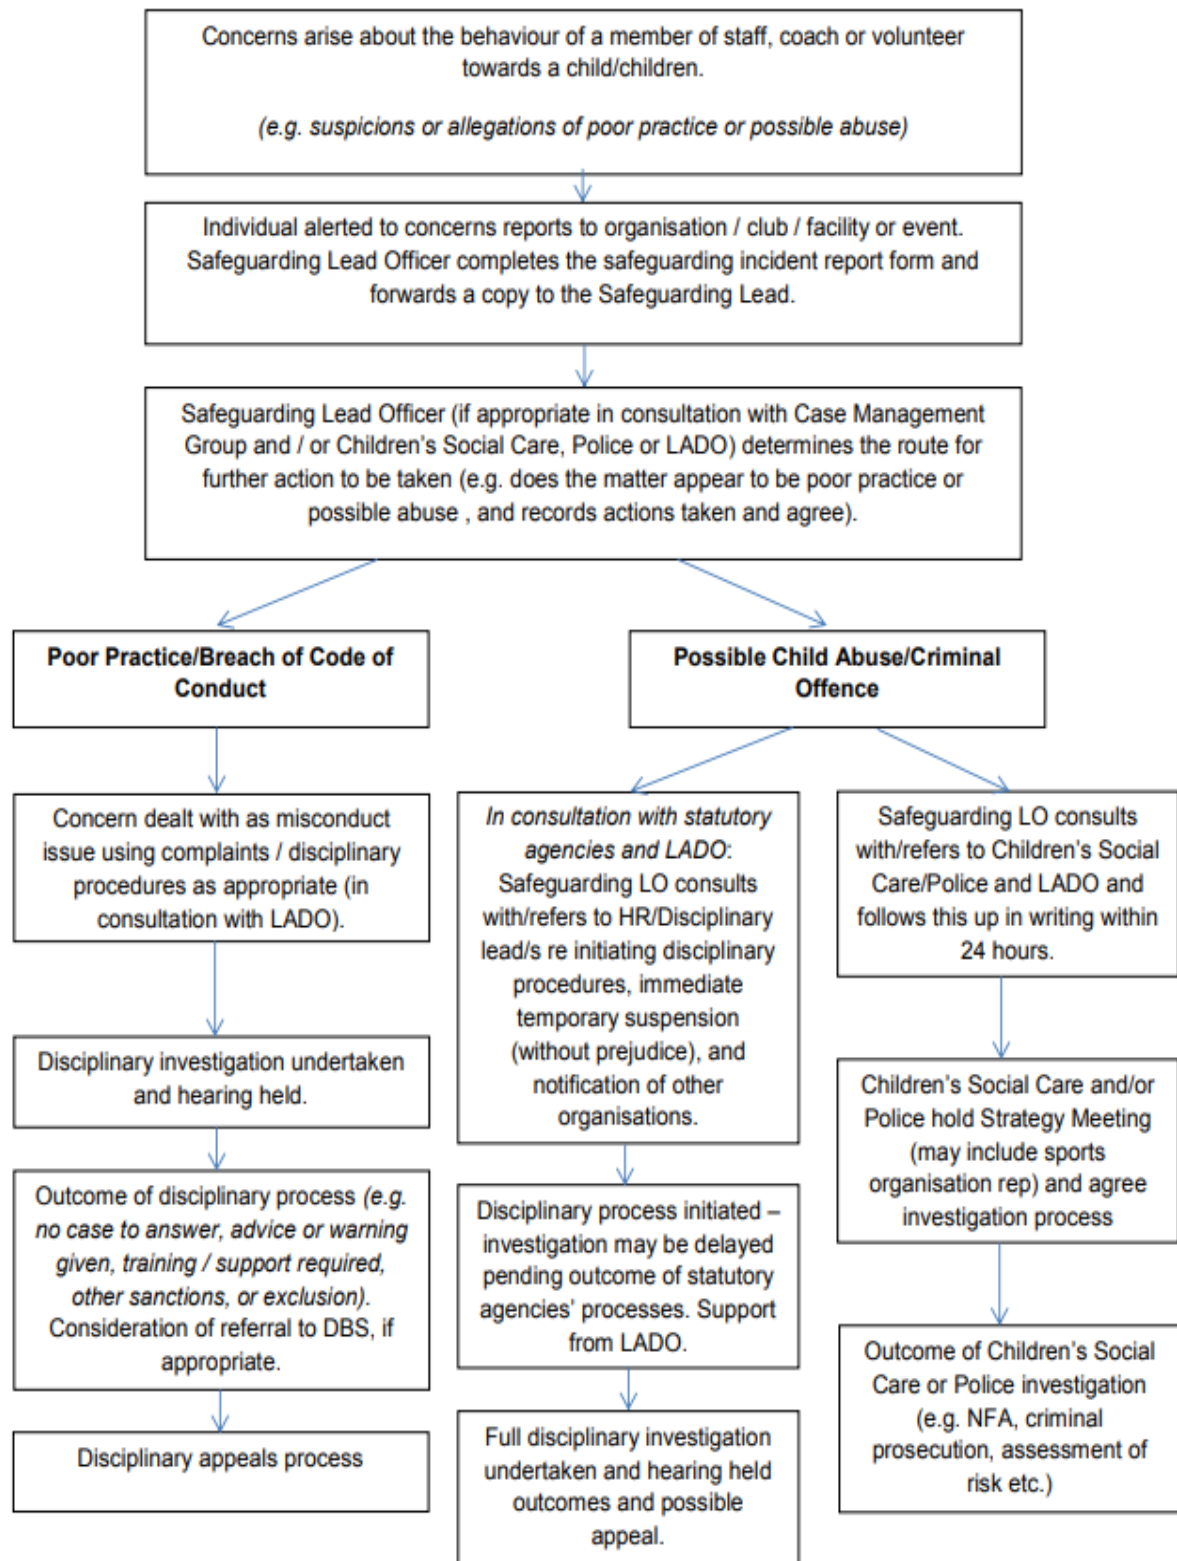 Concerns arise about the behaviour of a member of staff, coach or volunteer
towards a child/children.
(e.g. suspicions or allegations of poor practice or possible abuse)
Individual alerted to concerns reports to organisation / club / facility or event.
Safeguarding Lead Officer completes the safeguarding incident report form and
forwards a copy to the Safeguarding Lead.
Safeguarding Lead Officer (if appropriate in consultation with Case Management
Group and / or Children's Social Care, Police or LADO) determines the route for
further action to be taken (e.g. does the matter appear to be poor practice or
possible abuse , and records actions taken and agree).
Poor Practice/Breach of Code of
Conduct
Concern dealt with as misconduct
issue using complaints / disciplinary
procedures as appropriate (in
consultation with LADO).
Disciplinary investigation undertaken
and hearing held.
Outcome of disciplinary process (e.g.
no case to answer, advice or warning
given, training / support required,
other sanctions, or exclusion).
Consideration of referral to DBS, if
appropriate.
Disciplinary appeals process
Possible Child Abuse/Criminal
Offence
In consultation with statutory
agencies and LADO:
Safeguarding LO consults
with/refers to HR/Disciplinary
lead/s re initiating disciplinary
procedures, immediate
temporary suspension
(without prejudice), and
notification of other
organisations.
Disciplinary process initiated –
investigation may be delayed
pending outcome of statutory
agencies' processes. Support
from LADO.
Full disciplinary investigation
undertaken and hearing held
outcomes and possible
appeal.
Safeguarding LO consults
with/refers to Children's Social
Care/Police and LADO and
follows this up in writing within
24 hours.
Children's Social Care and/or
Police hold Strategy Meeting
(may include sports
organisation rep) and agree
investigation process
Outcome of Children's Social
Care or Police investigation
(e.g. NFA, criminal
prosecution, assessment of
risk etc.)